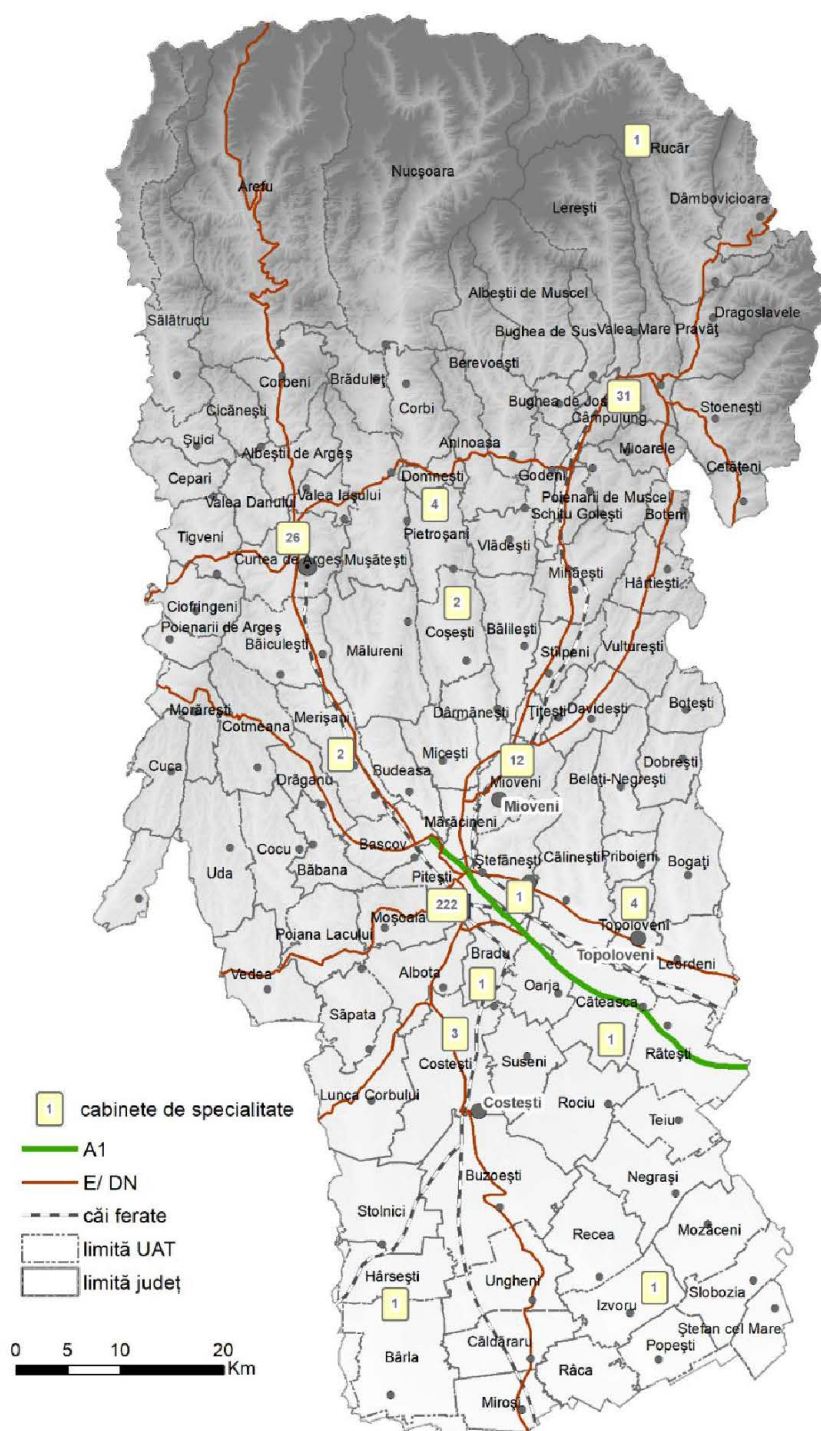 1
Rucăr
Nucșoara
Arefu
Lerești
Dâmbovicioara
Albeștii de Muscel
Sălătrucu
Dragoslavele
Bughea de Sus
Valea Mare Pravăț
Berevoești
Brăduleț
Corbeni
Corbi
Bughea de Jos
31
Cicănești
Câmpulung
Stoenești
Șuici
Aninoasa
Mioarele
Albeștii de Argeș
Cetățeni
Cepari
Domnești
Godeni
Valea Danului
Valea Iașului
Poienarii de Muscel
4
Schitu Golești
Boteni
26
Pietroșani
Tigveni
Vlădești
Curtea de Argeș
Mușătești
Mihăești
Hârtiești
2
Ciofringeni
Poienarii de Argeș
Coșești
Bălilești
Băiculești
Mălureni
Stîlpeni
Vulturești
Morărești
Dârmănești
Țițești
Davidești
Botești
Merișani
Cotmeana
2
Micești
12
Dobrești
Cuca
Drăganu
Budeasa
Mioveni
Beleți-Negrești
Mioveni
Mărăcineni
Bascov
Cocu
Ștefănești
Călinești
Priboieni
Bogați
Uda
Băbana
Pitești
222
1
4
Moșoaia
Topoloveni
Poiana Lacului
Bradu
Topoloveni
Leordeni
Vedea
Albota
1
Oarja
Căteasca
Săpata
3
1
Costești
Suseni
Rătești
Lunca Corbului
Costești
Rociu
Teiu
1 cabinete de specialitate
A1
E/ DN
căi ferate
limită UAT
limită județ
Buzoești
Negrași
Stolnici
Recea
Mozăceni
Hârsești
Ungheni
1
Slobozia
1
Izvoru
Ștefan cel Mare
Căldăraru
Popești
Bârla
Râca
Miroși
0 5 10 20
Km